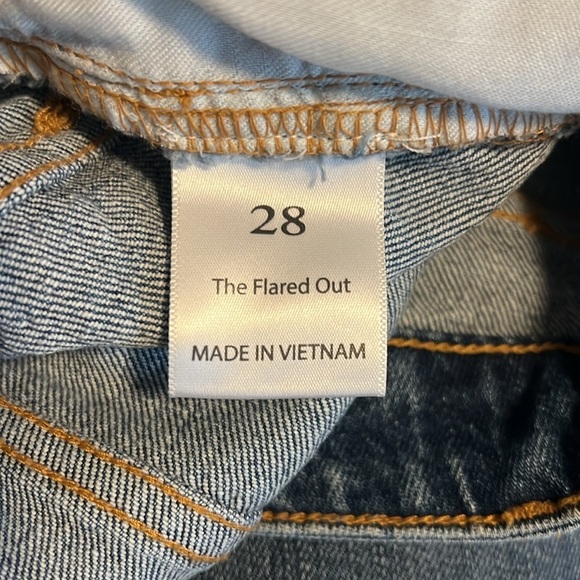 28
The Flared Out
MADE IN VIETNAM